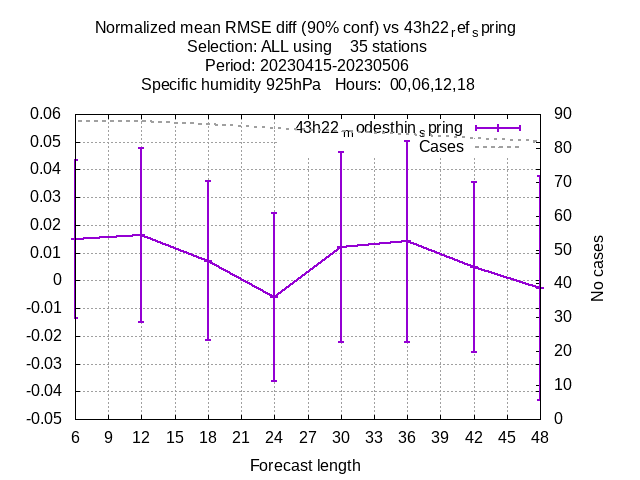 Normalized mean RMSE diff (90% conf) vs 43h22refspring
Selection: ALL using 35 stations
Period: 20230415-20230506
Specific humidity 925hPa Hours: 00,06,12,18
43h22modesthinspring
Cases
0.06
0.05
0.04
0.03
0.02
0.01
0
-0.01
-0.02
-0.03
-0.04
-0.05
90
80
70
60
50
40
30
20
10
0
No cases
6 9 12 15 18 21 24 27 30 33 36 39 42 45 48
Forecast length